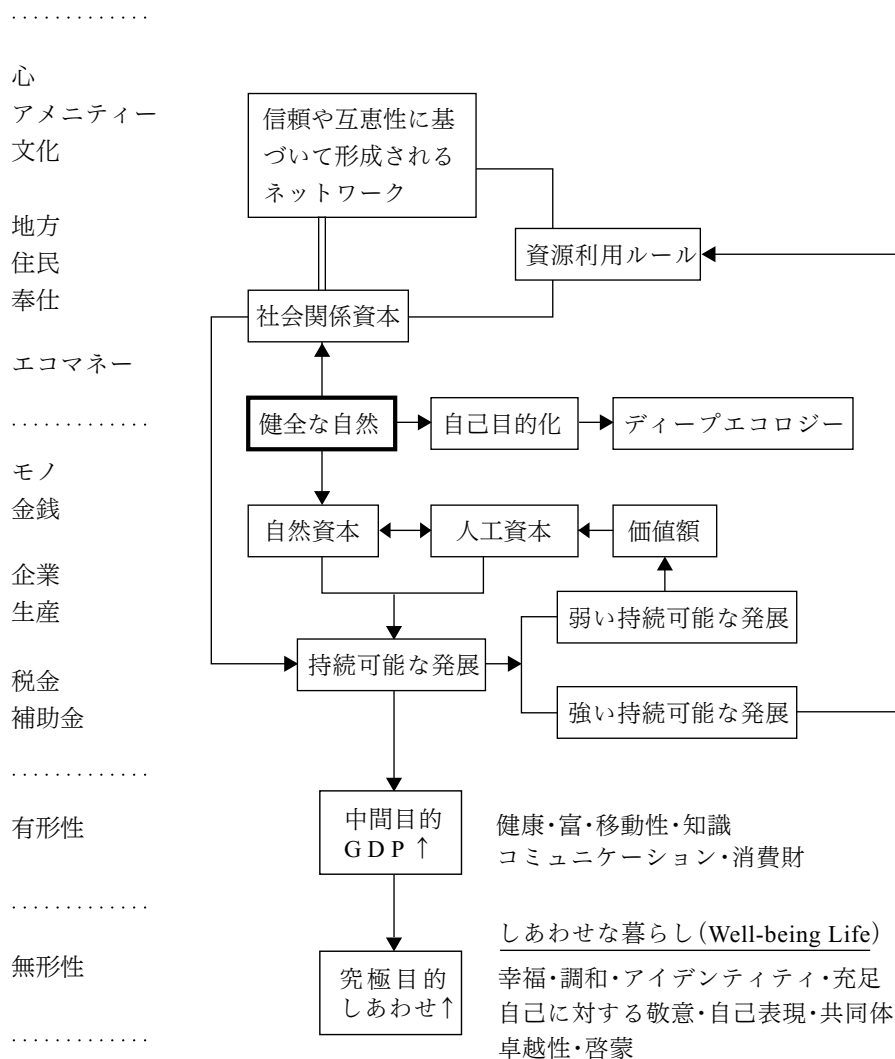 心
アメニティー
文化
地方
住民
奉仕
エコマネー
モノ
金銭
企業
生産
税金
補助金
有形性
無形性
信頼や互恵性に基
づいて形成される
ネットワーク
資源利用ルール
社会関係資本
健全な自然
自己目的化
ディープエコロジー
自然資本
人工資本
価値額
弱い持続可能な発展
持続可能な発展
強い持続可能な発展
中間目的
GDP↑
健康・富・移動性・知識
コミュニケーション・消費財
究極目的
しあわせ↑
しあわせな暮らし(Well-being Life)
幸福・調和・アイデンティティ・充足
自己に対する敬意・自己表現・共同体
卓越性・啓蒙